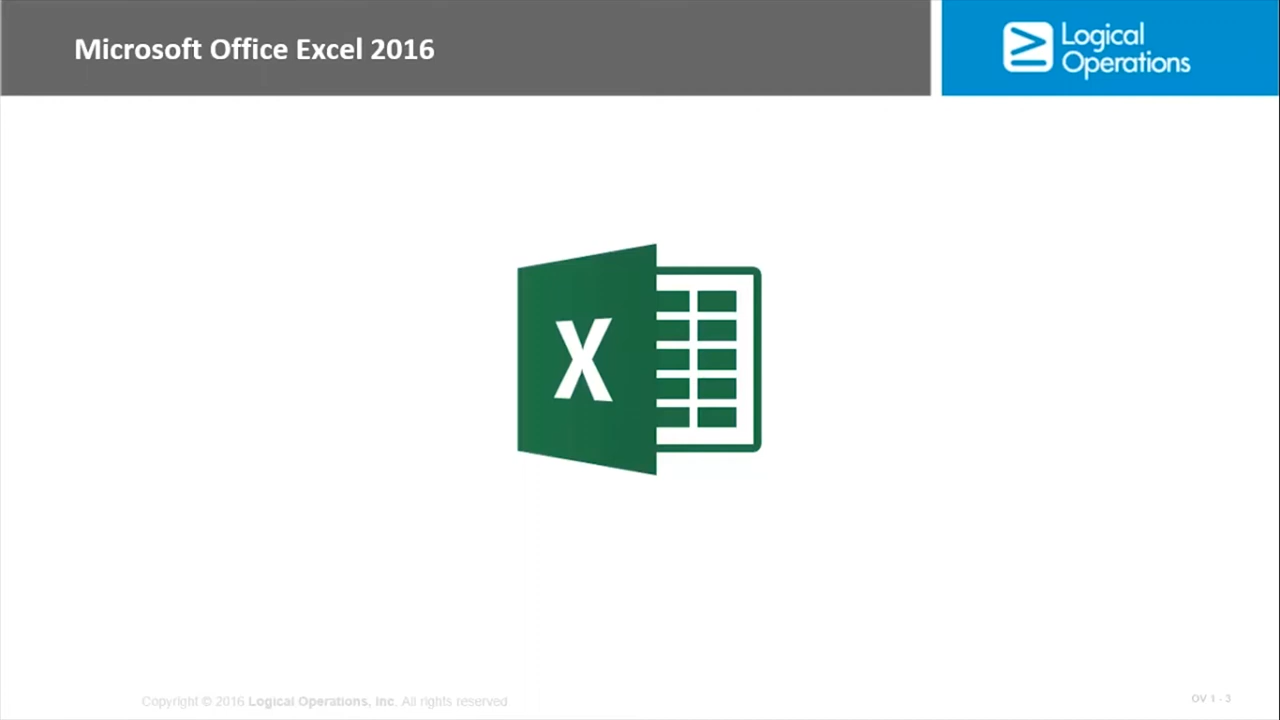 Microsoft Office Excel 2016
Logical
Operations
X
Copyright © 2016 Logical Operations, Inc. All rights reserved
OV 1 - 3